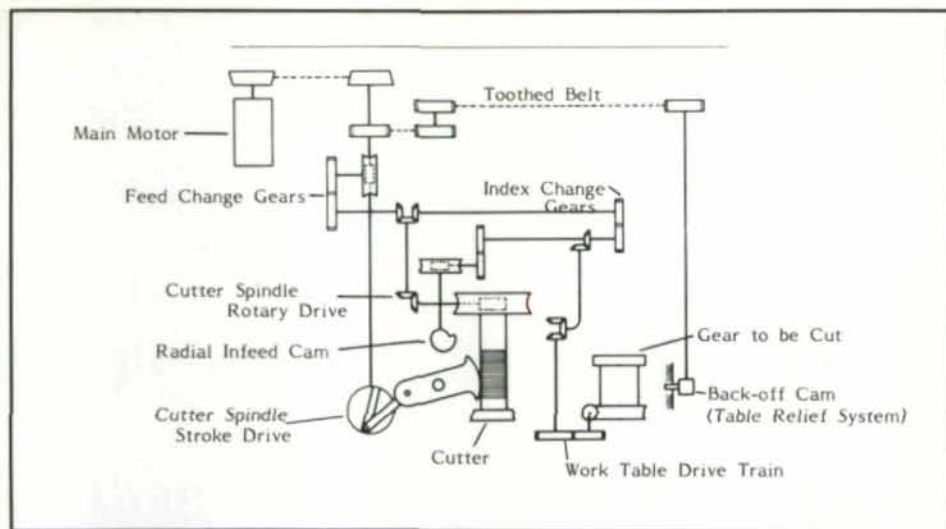 Toothed Belt
Main Motor
Feed Change Gears
Index Change
Gears
Cutter Spindle
Rotary Drive
Radial Infeed Cam
Gear to be Cut
Cutter Spindle
Stroke Drive
Back-off Cam
(Table Relief System)
Cutter
Work Table Drive Train